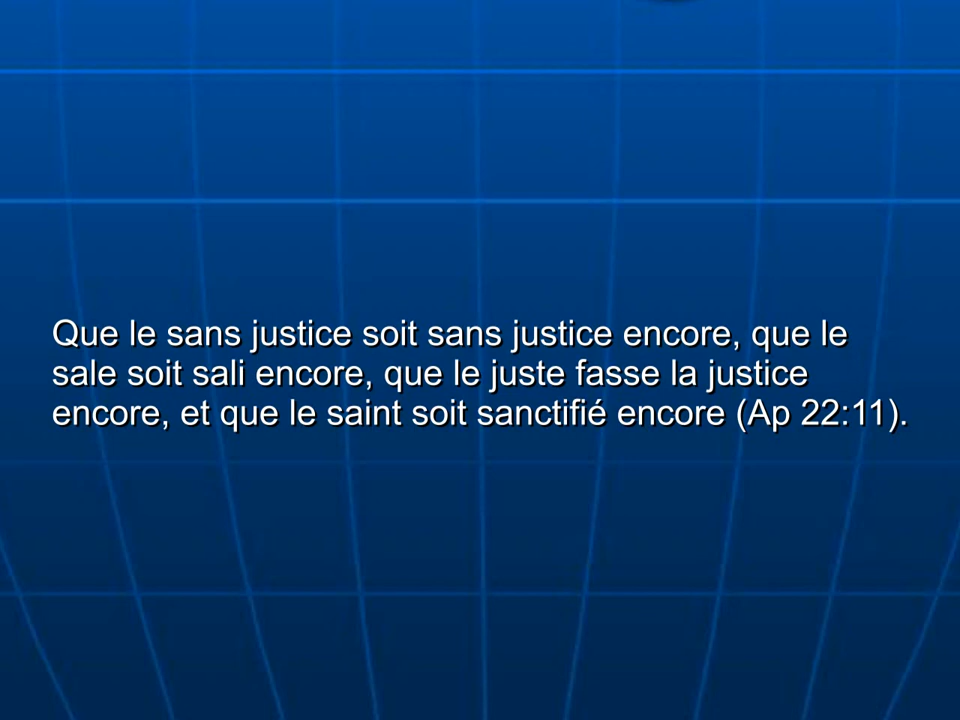 Que le sans justice soit sans justice encore, que le
sale soit sali encore, que le juste fasse la justice
encore, et que le saint soit sanctifié encore (Ap 22:11).